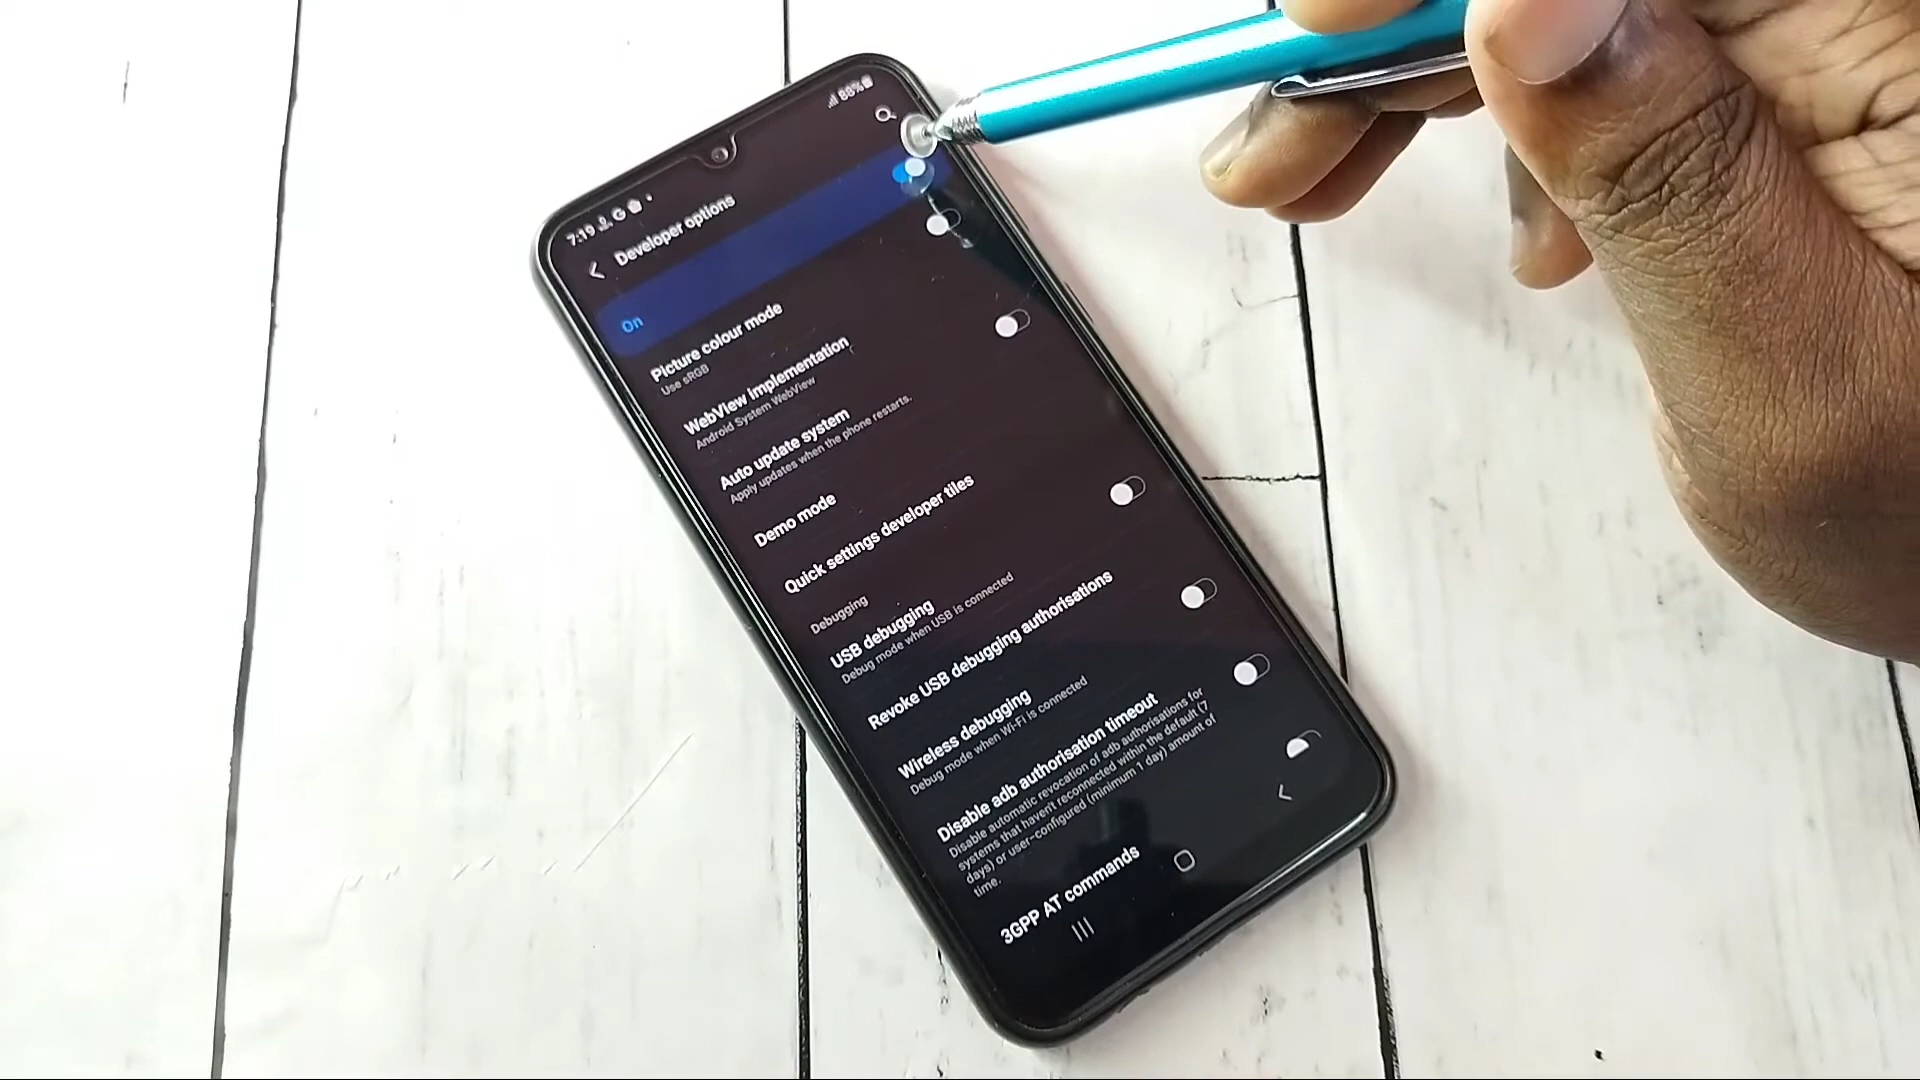 7:19
88%
Developer options
On
Picture colour mode
Use sRGB
WebView implementation
Android System WebView
Auto update system
Apply updates when the phone restarts.
Demo mode
Quick settings developer tiles
Debugging
USB debugging
Debug mode when USB is connected
Revoke USB debugging authorisations
Wireless debugging
Debug mode when Wi-Fi is connected
Disable adb authorisation timeout
Disable automatic revocation of adb authorisations for
systems that haven't reconnected within the default (7
days) or user-configured (minimum 1 day) amount of
time.
3GPP AT commands